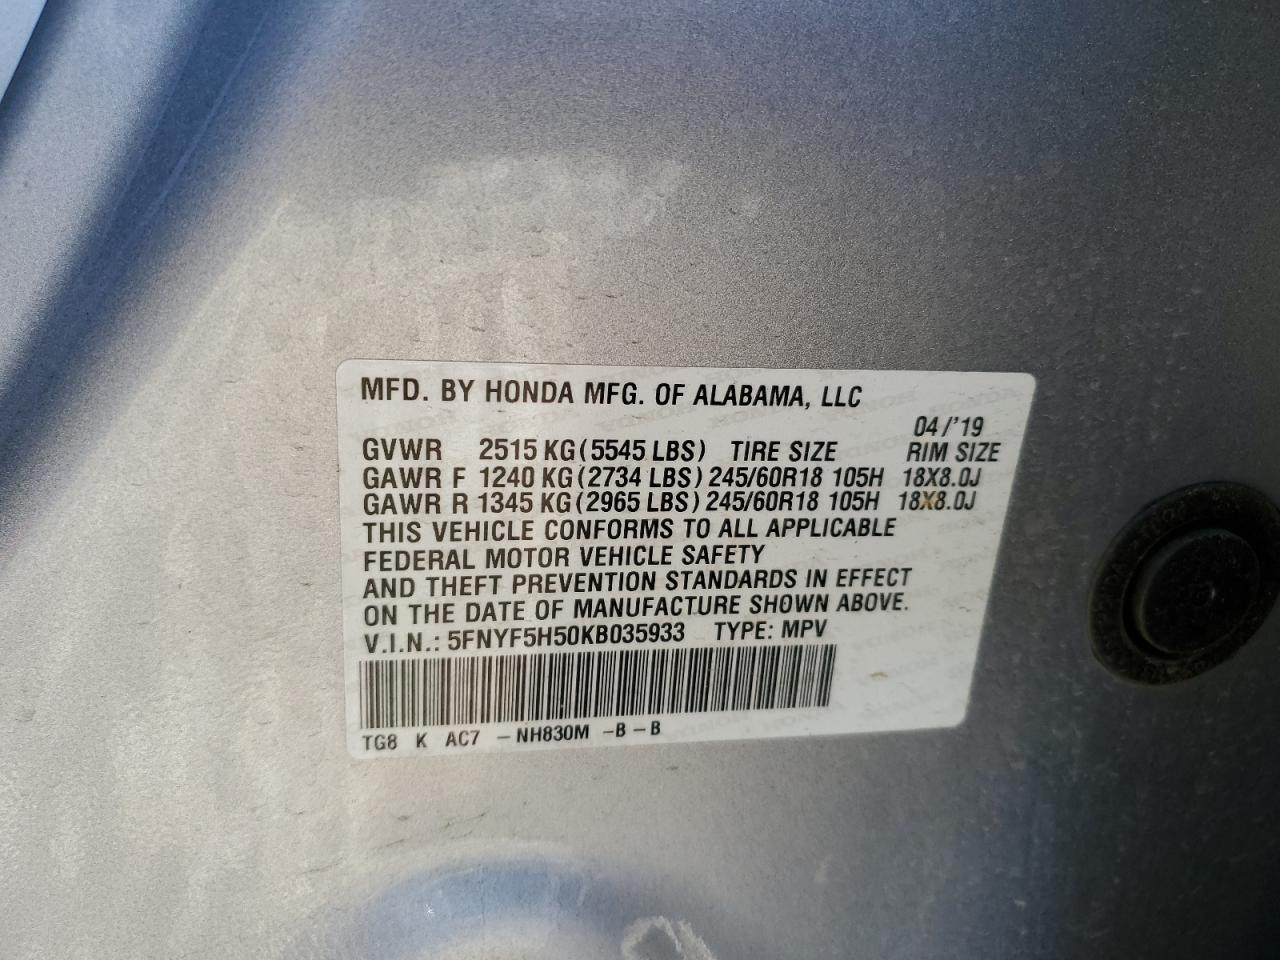 MFD. BY HONDA MFG. OF ALABAMA, LLC
04/'19
GVWR 2515 KG(5545 LBS) TIRE SIZE RIM SIZE
GAWR F 1240 KG(2734 LBS) 245/60R18 105H 18X8.0J
GAWR R 1345 KG(2965 LBS) 245/60R18 105H 18X8.0J
THIS VEHICLE CONFORMS TO ALL APPLICABLE
FEDERAL MOTOR VEHICLE SAFETY
AND THEFT PREVENTION STANDARDS IN EFFECT
ON THE DATE OF MANUFACTURE SHOWN ABOVE.
V.I.N.: 5FNYF5H50KB035933 TYPE: MPV
TG8 K AC7 -NH830M -B-B